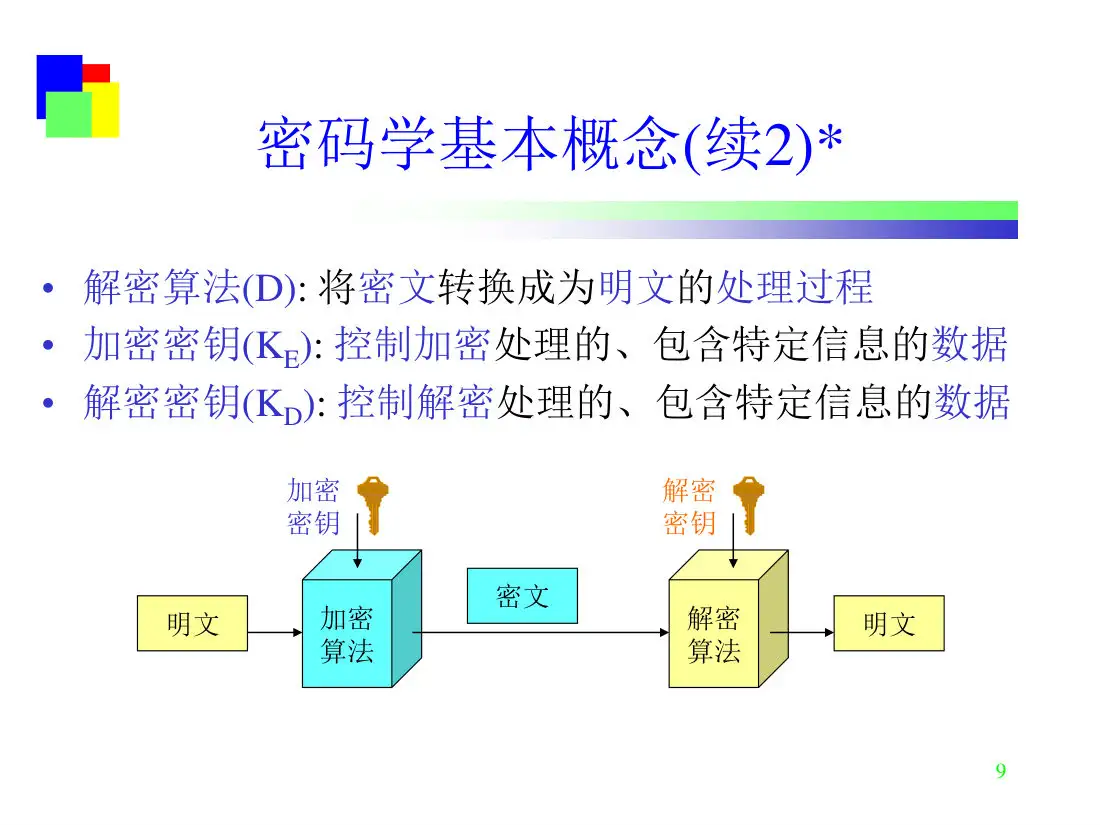 密码学基本概念(续2)*
• 解密算法(D): 将密文转换成为明文的处理过程
• 加密密钥(KE): 控制加密处理的、包含特定信息的数据
• 解密密钥(KD): 控制解密处理的、包含特定信息的数据
加密
密钥
解密
密钥
明文
加密
算法
密文
解密
算法
明文
9